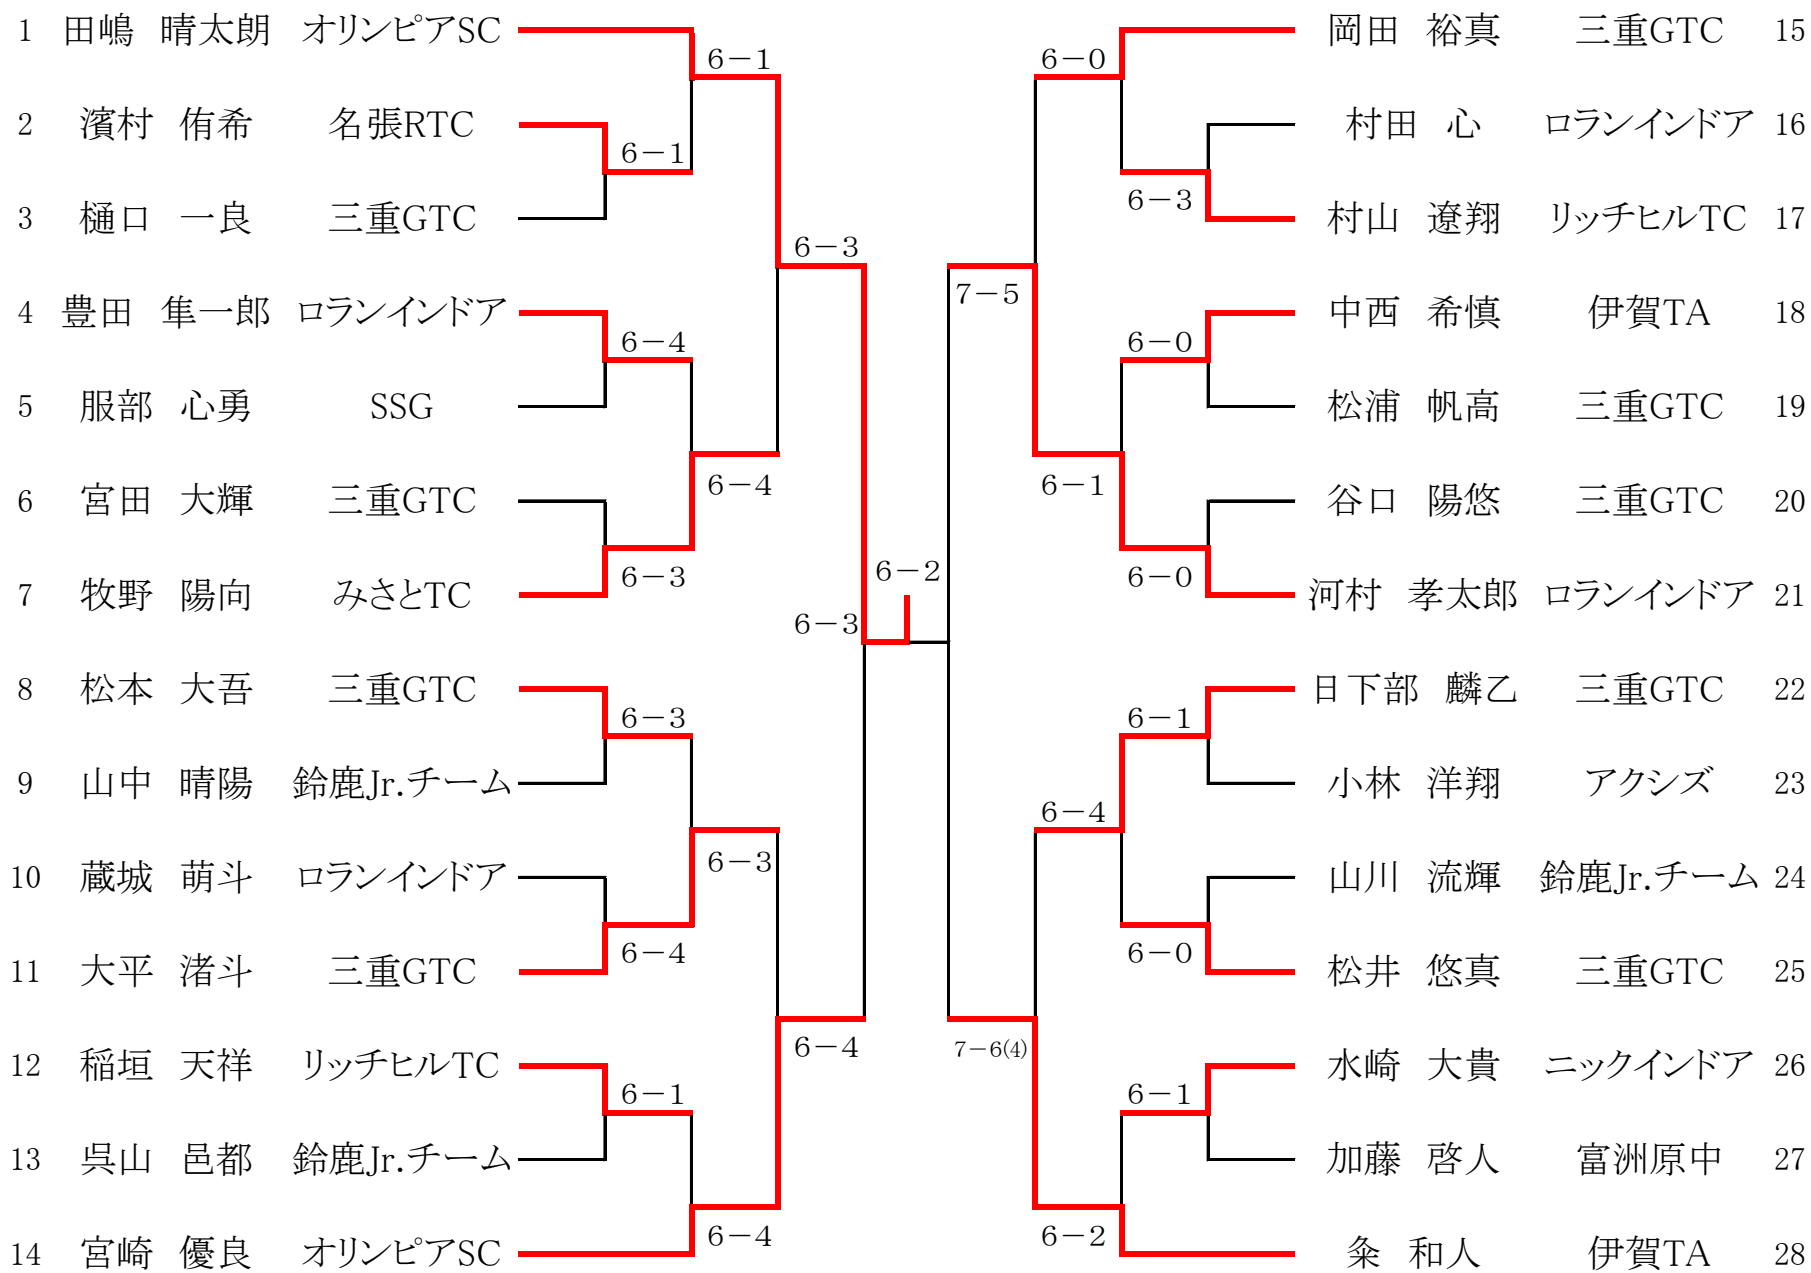 1 田嶋 晴太朗 オリンピアSC
6-1
2 濱村 侑希 名張RTC
6-1
3 樋口 一良 三重GTC
6-3
4 豊田 隼一郎 ロランインドア
6-4
5 服部 心勇 SSG
6-4
6 宮田 大輝 三重GTC
6-3
7 牧野 陽向 みさとTC
6-3
8 松本 大吾 三重GTC
6-3
9 山中 晴陽 鈴鹿Jr.チーム
6-3
10 蔵城 萌斗 ロランインドア
6-4
11 大平 渚斗 三重GTC
6-4
12 稲垣 天祥 リッチヒルTC
6-1
13 呉山 邑都 鈴鹿Jr.チーム
6-4
14 宮崎 優良 オリンピアSC
6-2
岡田 裕真 三重GTC 15
6-0
村田 心 ロランインドア 16
6-3
村山 遼翔 リッチヒルTC 17
7-5
中西 希慎 伊賀TA 18
6-0
松浦 帆高 三重GTC 19
6-1
谷口 陽悠 三重GTC 20
6-0
河村 孝太郎 ロランインドア 21
日下部 麟乙 三重GTC 22
6-1
小林 洋翔 アクシズ 23
6-4
山川 流輝 鈴鹿Jr.チーム 24
6-0
松井 悠真 三重GTC 25
7-6(4)
水崎 大貴 ニックインドア 26
6-1
加藤 啓人 富洲原中 27
6-2
粂 和人 伊賀TA 28